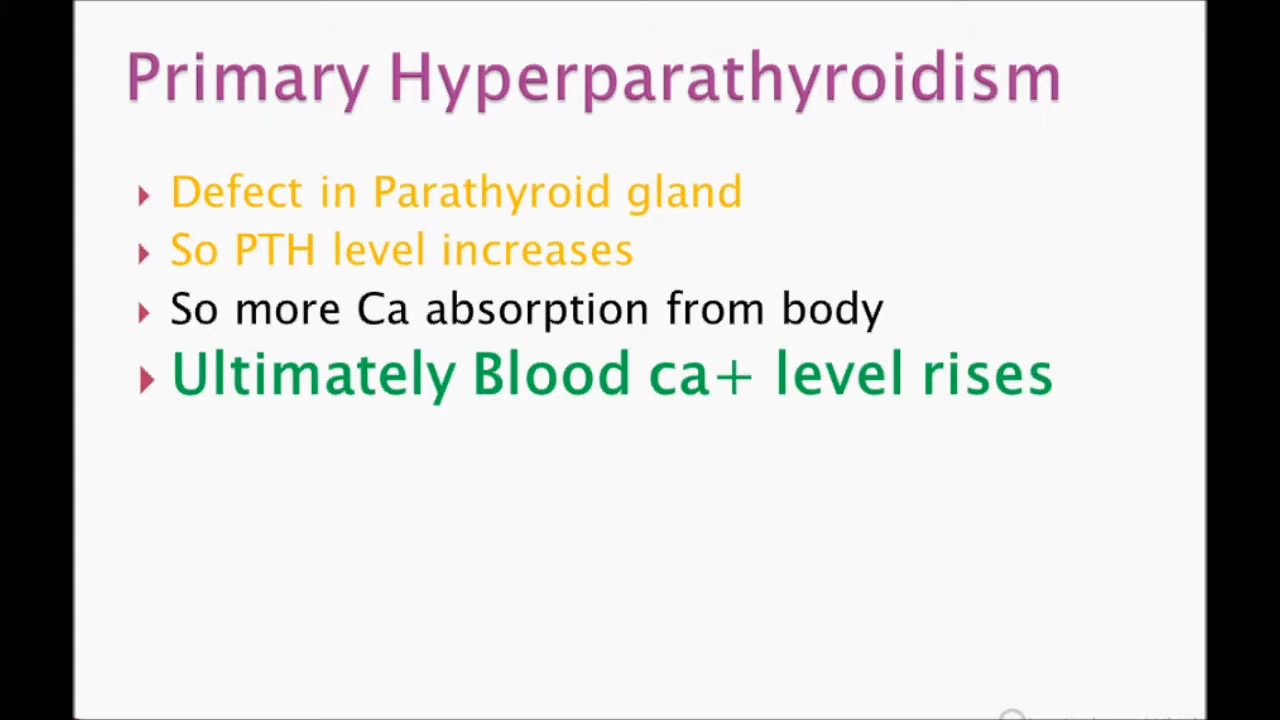 Primary Hyperparathyroidism
Defect in Parathyroid gland
So PTH level increases
So more Ca absorption from body
Ultimately Blood ca+ level rises